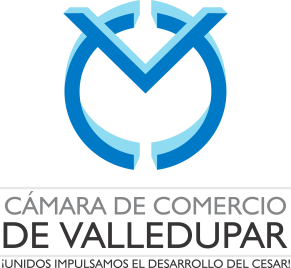 CÁMARA DE COMERCIO
DE VALLEDUPAR
¡UNIDOS IMPULSAMOS EL DESARROLLO DEL CESAR!